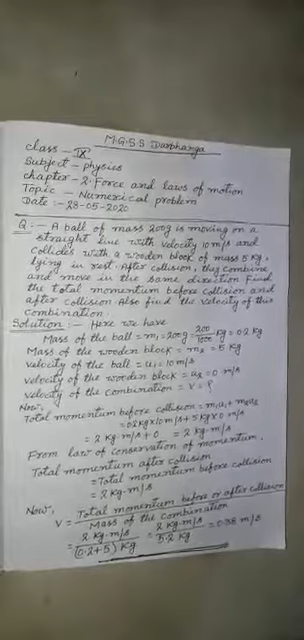 M.G.S.S Darbhanga
class - IX
Subject - physics
chapter - 2. Force and laws of motion
Topic - Numerical problem
Date :- 28-05-2020
Q :- A ball of mass 200g is moving on a
straight line with velocity 10 m/s and
collides with a wooden block of mass 5 kg,
lying in rest. After collision, they combine
and move in the same direction. Find
the total momentum before collision and
after collision. Also find the velocity of this
combination.
Solution :- Here we have
Mass of the ball = m₁ = 200g = 200/1000 kg = 0.2 kg
Mass of the wooden block = m₂ = 5 kg
velocity of the ball = u₁ = 10 m/s
velocity of the wooden block = u₂ = 0 m/s
velocity of the combination = v = ?
Now,
Total momentum before collision = m₁u₁ + m₂u₂
= 0.2 kg x 10 m/s + 5 kg x 0 m/s
= 2 kg.m/s + 0 = 2 kg.m/s
From law of conservation of momentum,
Total momentum after collision
= Total momentum before collision
= 2 kg.m/s
Now, v = Total momentum before or after collision / Mass of the combination
= 2 kg.m/s / (0.2+5) kg = 2 kg.m/s / 5.2 kg = 0.38 m/s